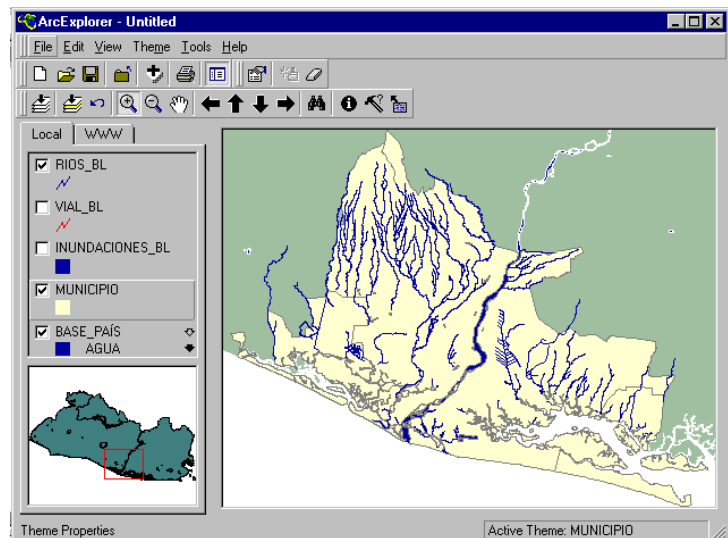 ArcExplorer - Untitled
File Edit View Theme Tools Help
Local WWW
RIOS_BL
VIAL_BL
INUNDACIONES_BL
MUNICIPIO
BASE_PAÍS
AGUA
Theme Properties
Active Theme: MUNICIPIO